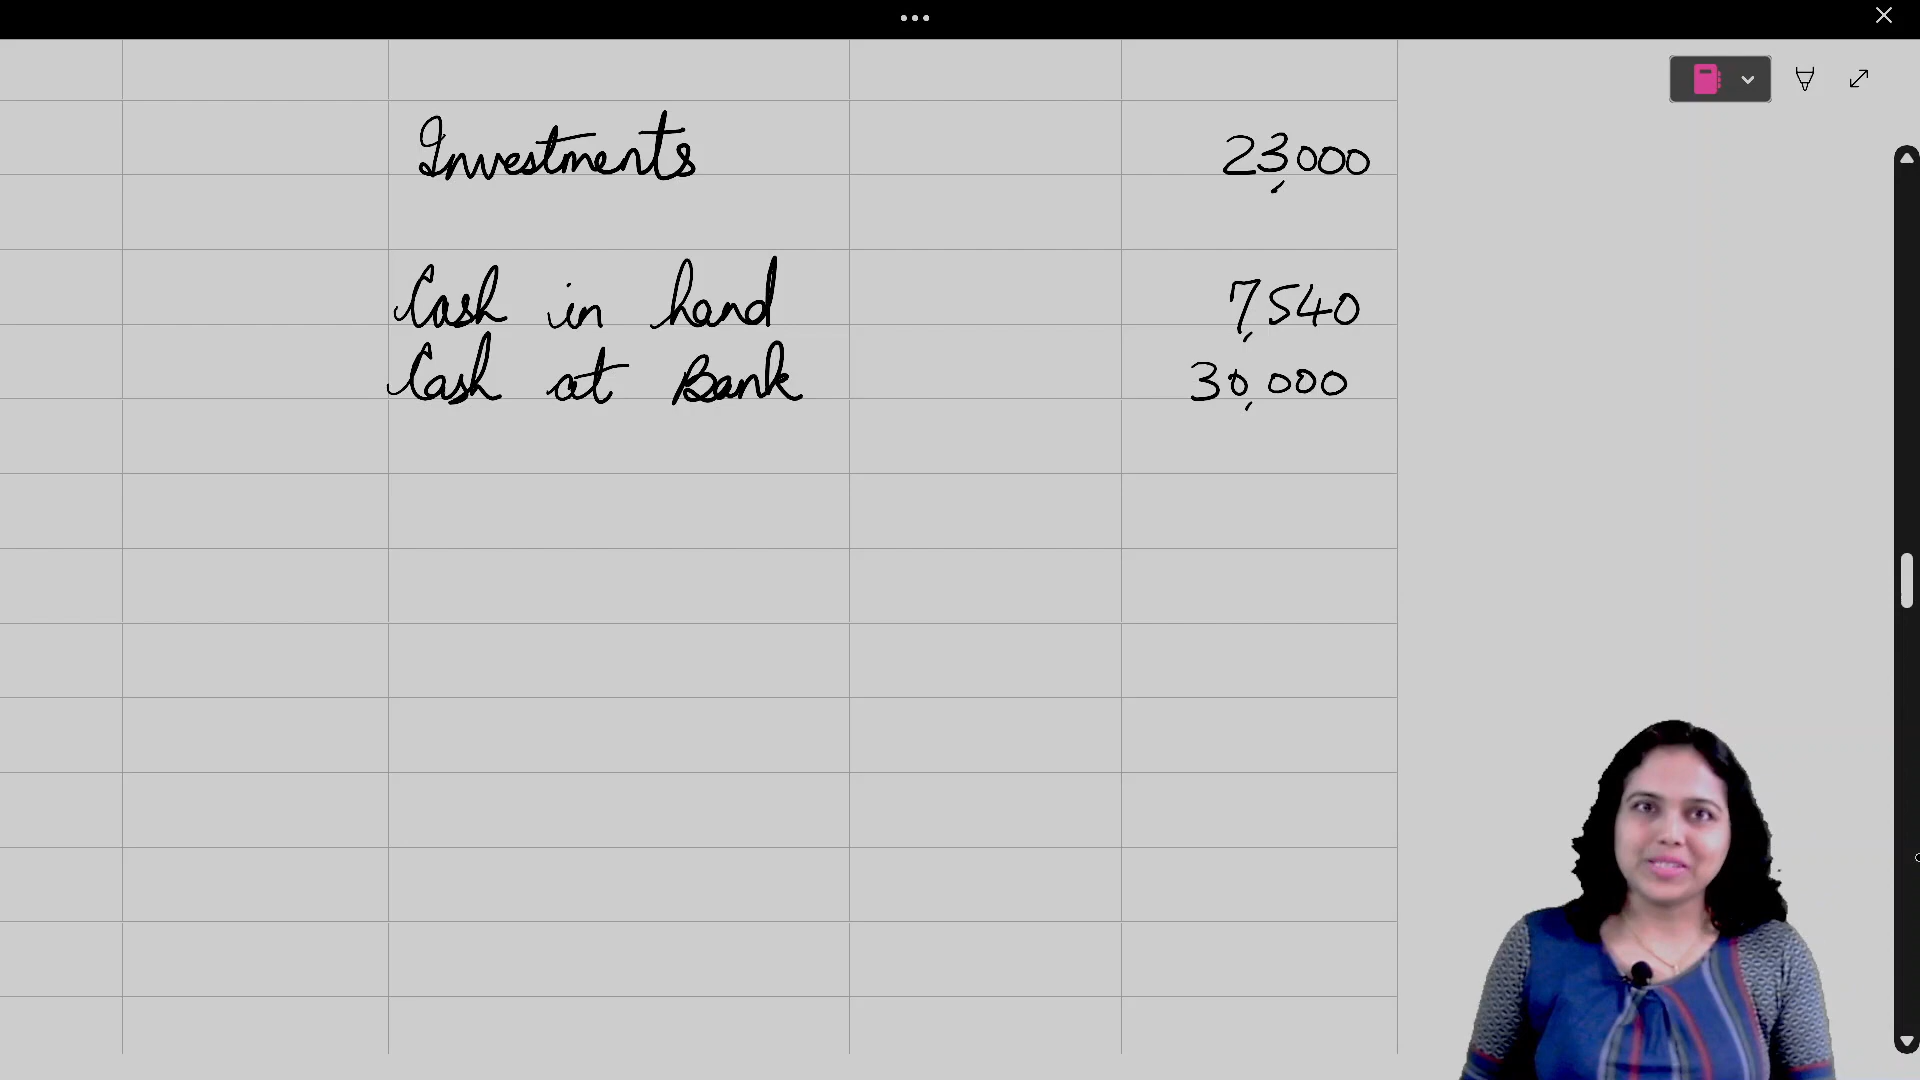 Investments 23,000
Cash in hand 7,540
Cash at Bank 30,000